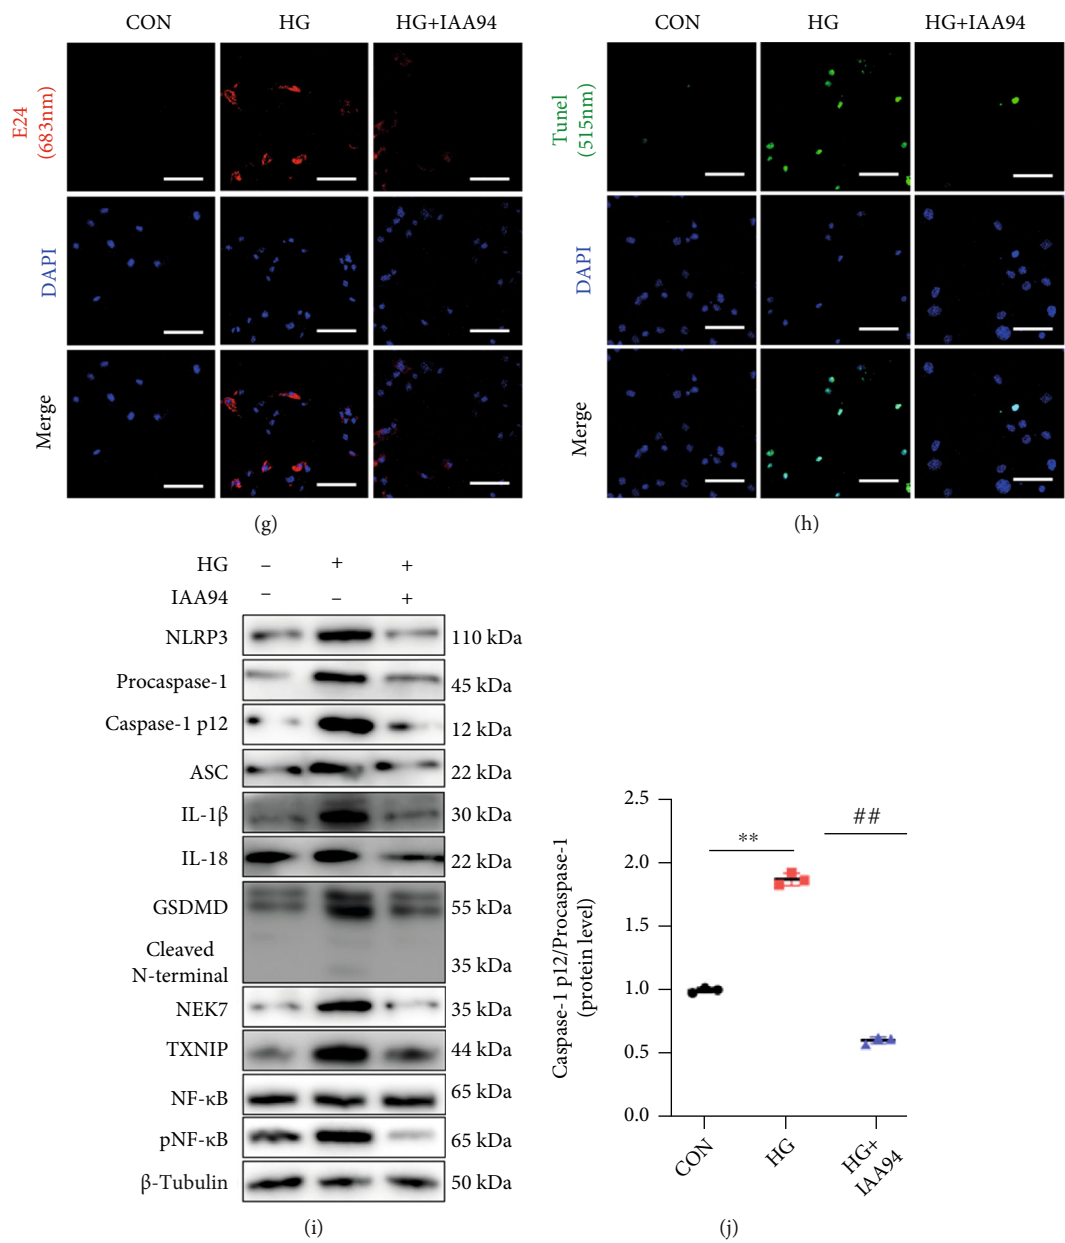 CON HG HG+IAA94
E24
(683nm)
DAPI
Merge
(g)
CON HG HG+IAA94
Tunel
(515nm)
DAPI
Merge
(h)
HG – + +
IAA94 – – +
NLRP3 110 kDa
Procaspase-1 45 kDa
Caspase-1 p12 12 kDa
ASC 22 kDa
IL-1β 30 kDa
IL-18 22 kDa
GSDMD 55 kDa
Cleaved
N-terminal 35 kDa
NEK7 35 kDa
TXNIP 44 kDa
NF-κB 65 kDa
pNF-κB 65 kDa
β-Tubulin 50 kDa
(i)
Caspase-1 p12/Procaspase-1
(protein level)
2.5
2.0
1.5
1.0
0.5
0.0
**
##
CON
HG
HG+
IAA94
(j)